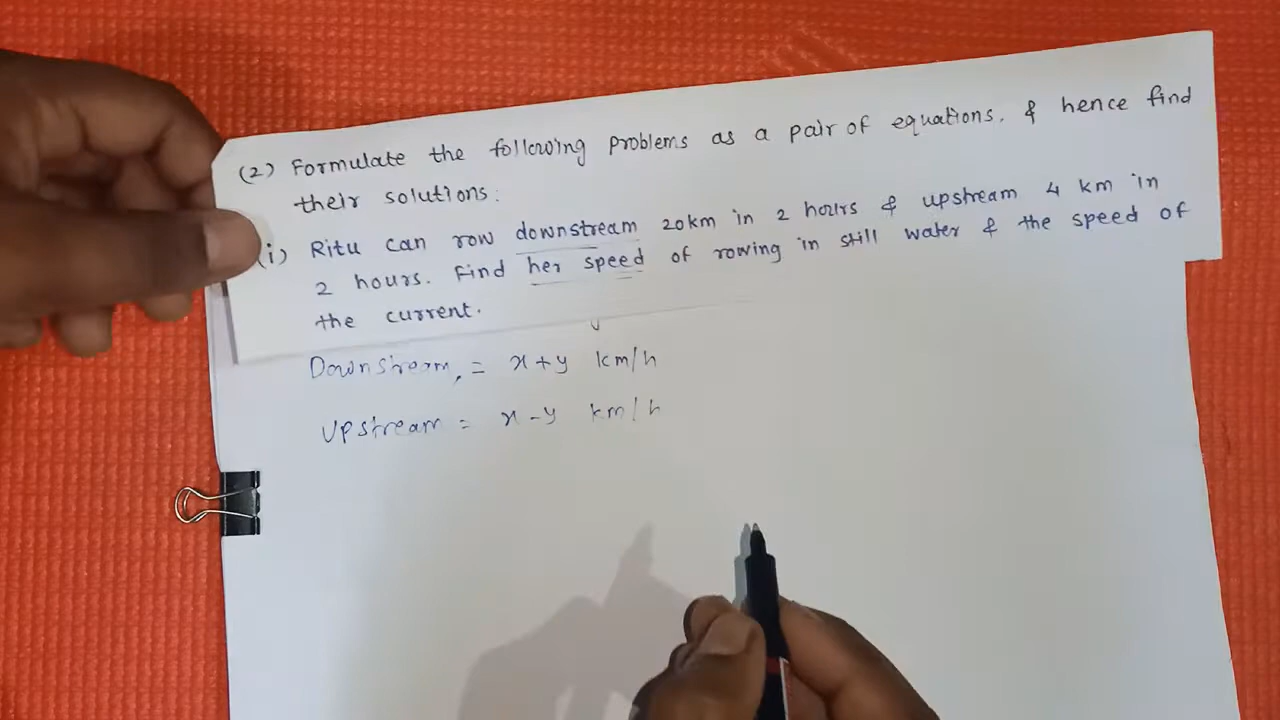 (2) Formulate the following problems as a pair of equations. & hence find
their solutions:
(i) Ritu can row downstream 20km in 2 hours & upstream 4 km in
2 hours. Find her speed of rowing in still water & the speed of
the current.
Downstream, = x+y km/h
Upstream = x-y km/h